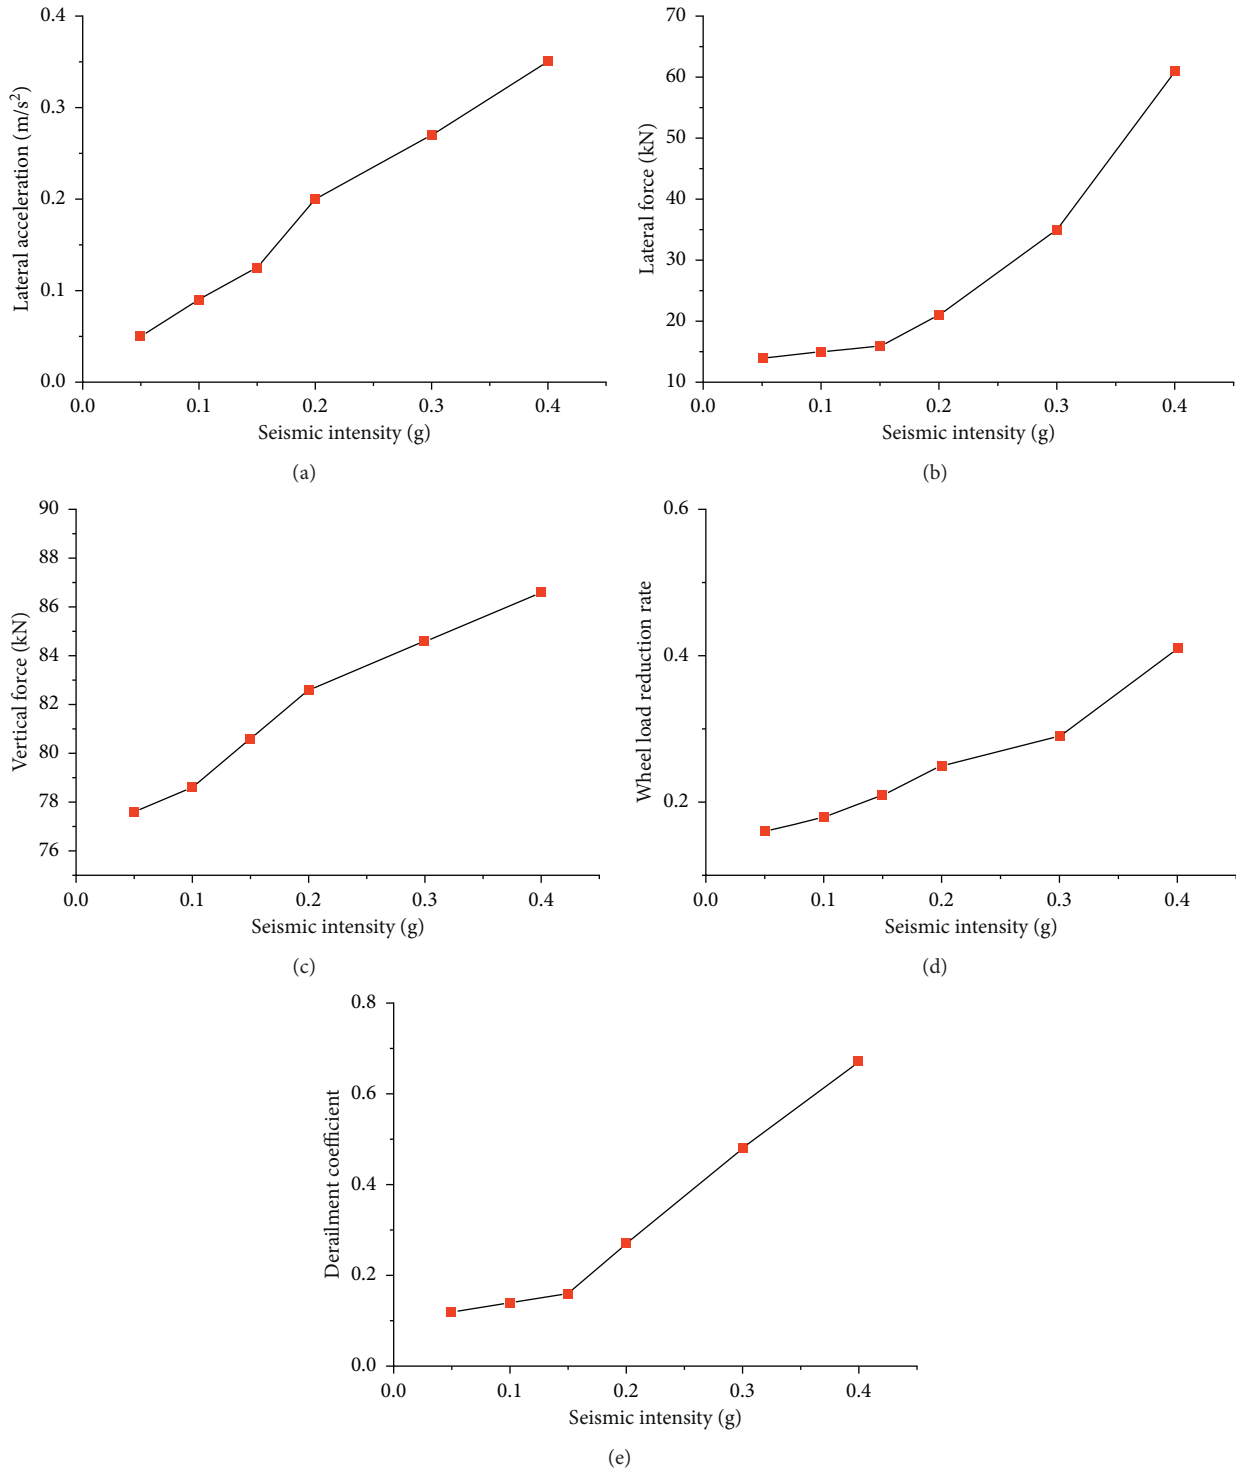 0.4
0.3
0.2
0.1
0.0
Lateral acceleration (m/s²)
0.0 0.1 0.2 0.3 0.4
Seismic intensity (g)
(a)
70
60
50
40
30
20
10
Lateral force (kN)
0.0 0.1 0.2 0.3 0.4
Seismic intensity (g)
(b)
90
88
86
84
82
80
78
76
Vertical force (kN)
0.0 0.1 0.2 0.3 0.4
Seismic intensity (g)
(c)
0.6
0.4
0.2
Wheel load reduction rate
0.0 0.1 0.2 0.3 0.4
Seismic intensity (g)
(d)
0.8
0.6
0.4
0.2
0.0
Derailment coefficient
0.0 0.1 0.2 0.3 0.4
Seismic intensity (g)
(e)